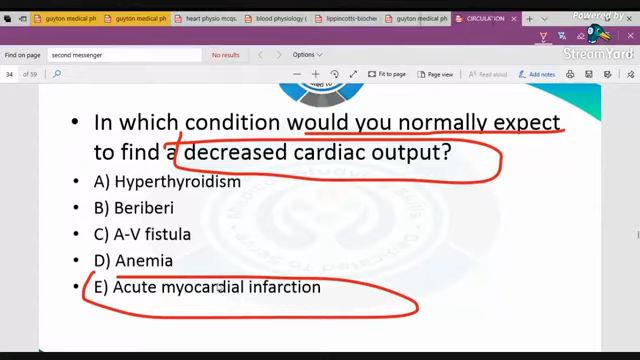 guyton medical ph
guyton medical ph
heart physio mcqs.
blood physiology (
lippincotts-bioche
guyton medical ph
CIRCULATION
Powered by
StreamYard
Find on page
second messenger
No results
Options
34
of 59
Fit to page
Page view
Read aloud
Add notes
• In which condition would you normally expect
to find a decreased cardiac output?
• A) Hyperthyroidism
• B) Beriberi
• C) A-V fistula
• D) Anemia
• E) Acute myocardial infarction